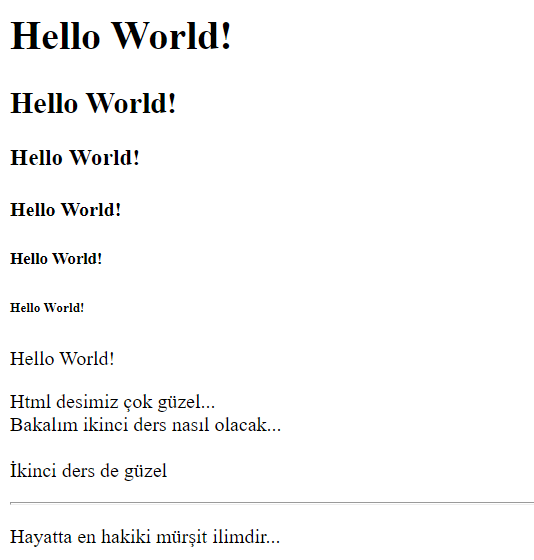 Hello World!
Hello World!
Hello World!
Hello World!
Hello World!
Hello World!
Hello World!
Html desimiz çok güzel...
Bakalım ikinci ders nasıl olacak...
İkinci ders de güzel
Hayatta en hakiki mürşit ilimdir...